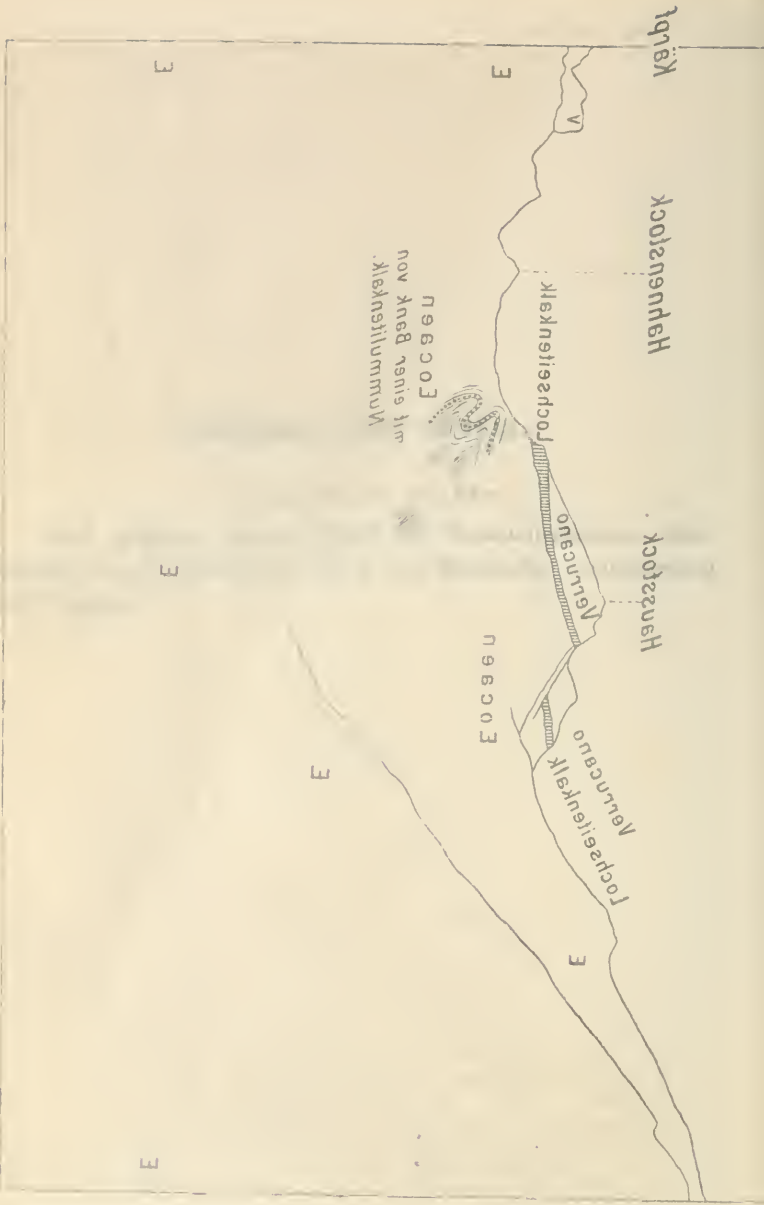 Kärpf
Hahnenstock
Hausstock.
V
E
E
Lochseitenkalk
Verrucano
Eocaen
mit einer Bank von
Nummulitenkalk.
Eocaen
Verrucano
Lochseitenkalk
E
E
E
E